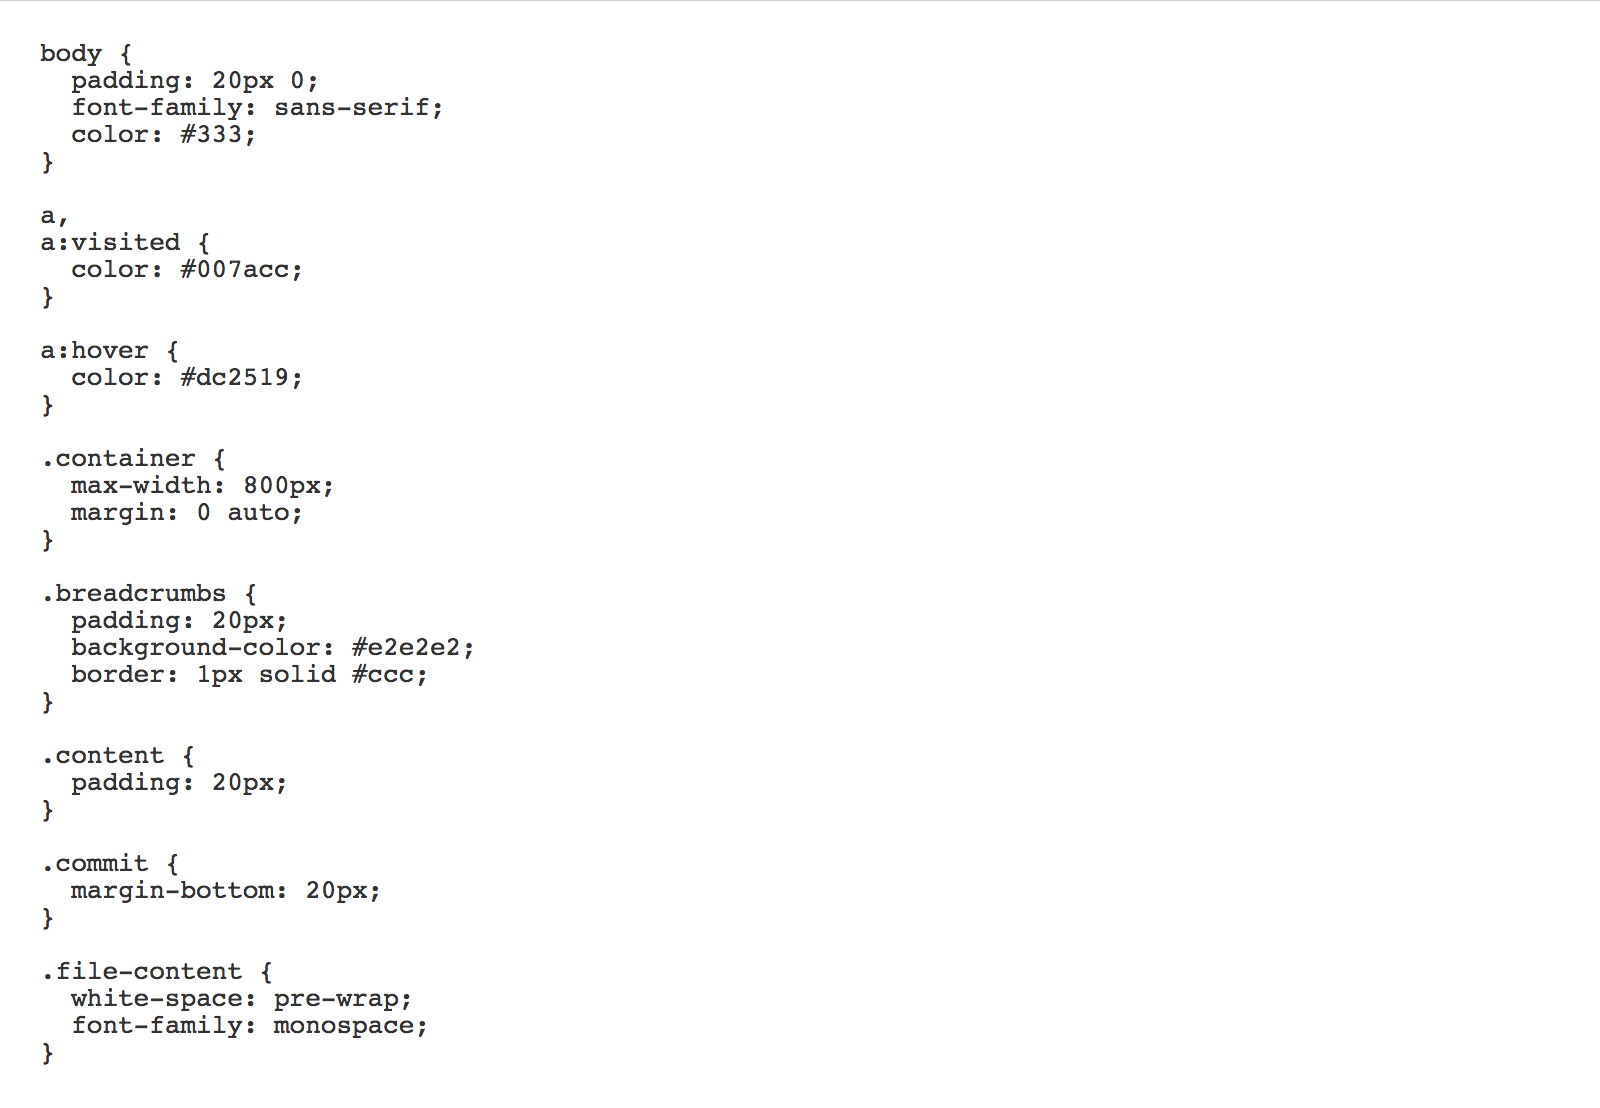 body {
  padding: 20px 0;
  font-family: sans-serif;
  color: #333;
}

a,
a:visited {
  color: #007acc;
}

a:hover {
  color: #dc2519;
}

.container {
  max-width: 800px;
  margin: 0 auto;
}

.breadcrumbs {
  padding: 20px;
  background-color: #e2e2e2;
  border: 1px solid #ccc;
}

.content {
  padding: 20px;
}

.commit {
  margin-bottom: 20px;
}

.file-content {
  white-space: pre-wrap;
  font-family: monospace;
}